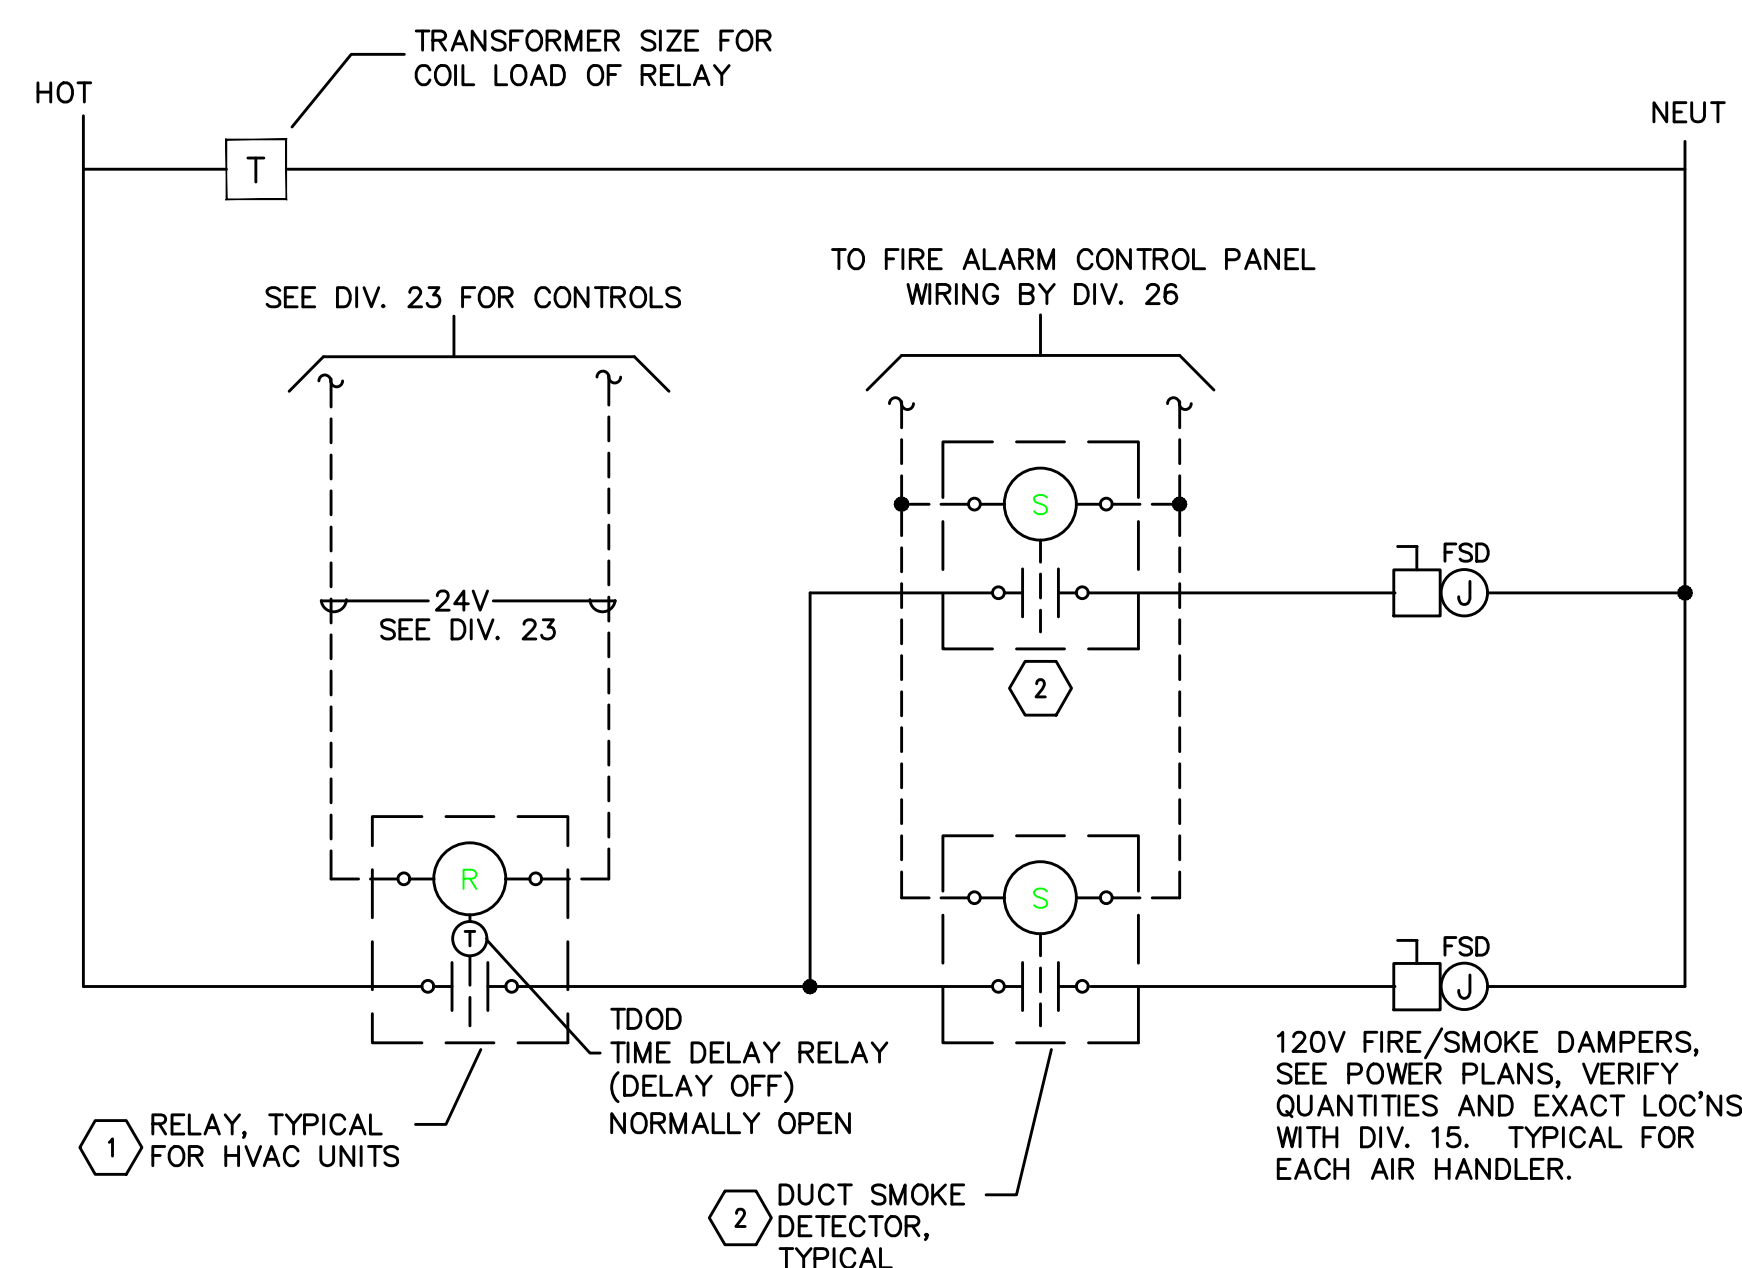 TRANSFORMER SIZE FOR
COIL LOAD OF RELAY
HOT
NEUT
T
TO FIRE ALARM CONTROL PANEL
WIRING BY DIV. 26
SEE DIV. 23 FOR CONTROLS
S
FSD
J
24V
SEE DIV. 23
2
R
T
S
FSD
J
TDOD
TIME DELAY RELAY
(DELAY OFF)
NORMALLY OPEN
120V FIRE/SMOKE DAMPERS,
SEE POWER PLANS, VERIFY
QUANTITIES AND EXACT LOC'NS
WITH DIV. 15. TYPICAL FOR
EACH AIR HANDLER.
1
RELAY, TYPICAL
FOR HVAC UNITS
2
DUCT SMOKE
DETECTOR,
TYPICAL